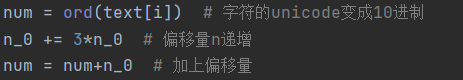 num = ord(text[i])  # 字符的unicode变成10进制
n_0 += 3*n_0  # 偏移量n递增
num = num+n_0  # 加上偏移量